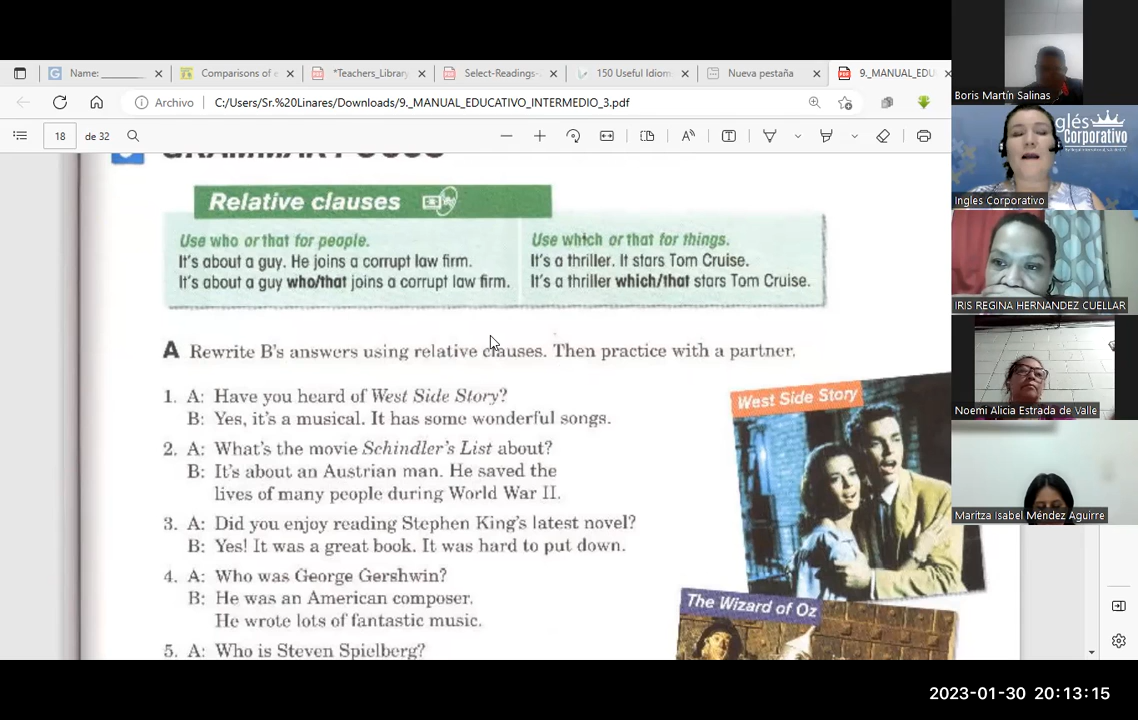 Name: ________
Comparisons of e
*Teachers_Library
Select-Readings-
150 Useful Idiom
Nueva pestaña
9._MANUAL_EDU
Archivo
C:/Users/Sr.%20Linares/Downloads/9._MANUAL_EDUCATIVO_INTERMEDIO_3.pdf
18 de 32
GRAMMAR FOCUS
Relative clauses
Use who or that for people.
It's about a guy. He joins a corrupt law firm.
It's about a guy who/that joins a corrupt law firm.
Use which or that for things.
It's a thriller. It stars Tom Cruise.
It's a thriller which/that stars Tom Cruise.
A Rewrite B's answers using relative clauses. Then practice with a partner.
1. A: Have you heard of West Side Story?
B: Yes, it's a musical. It has some wonderful songs.
2. A: What's the movie Schindler's List about?
B: It's about an Austrian man. He saved the
lives of many people during World War II.
3. A: Did you enjoy reading Stephen King's latest novel?
B: Yes! It was a great book. It was hard to put down.
4. A: Who was George Gershwin?
B: He was an American composer.
He wrote lots of fantastic music.
5. A: Who is Steven Spielberg?
West Side Story
The Wizard of Oz
Boris Martín Salinas
glés
Corporativo
Ingles Corporativo
IRIS REGINA HERNANDEZ CUELLAR
Noemi Alicia Estrada de Valle
Maritza Isabel Méndez Aguirre
2023-01-30 20:13:15